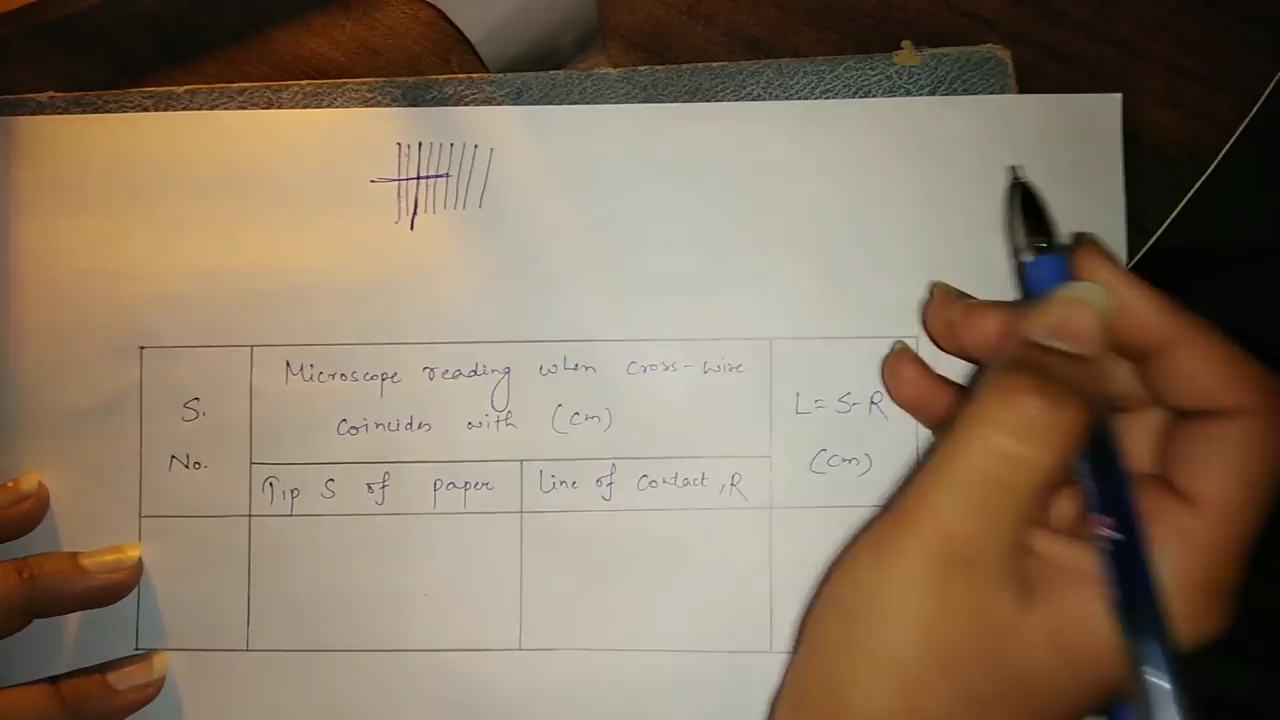 S.
No.
Microscope reading when cross-wire
coincides with (cm)
L = S-R
(cm)
Tip S of paper
Line of contact, R